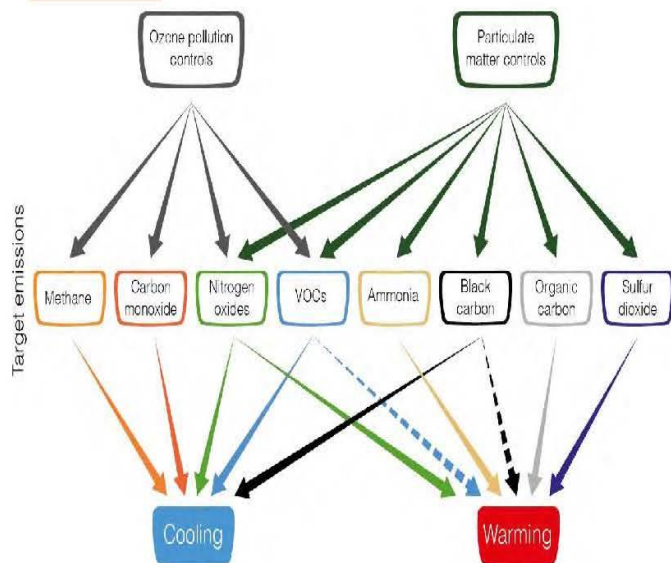 Ozone pollution
controls
Particulate
matter controls
Target emissions
Methane
Carbon
monoxide
Nitrogen
oxides
VOCs
Ammonia
Black
carbon
Organic
carbon
Sulfur
dioxide
Cooling
Warming